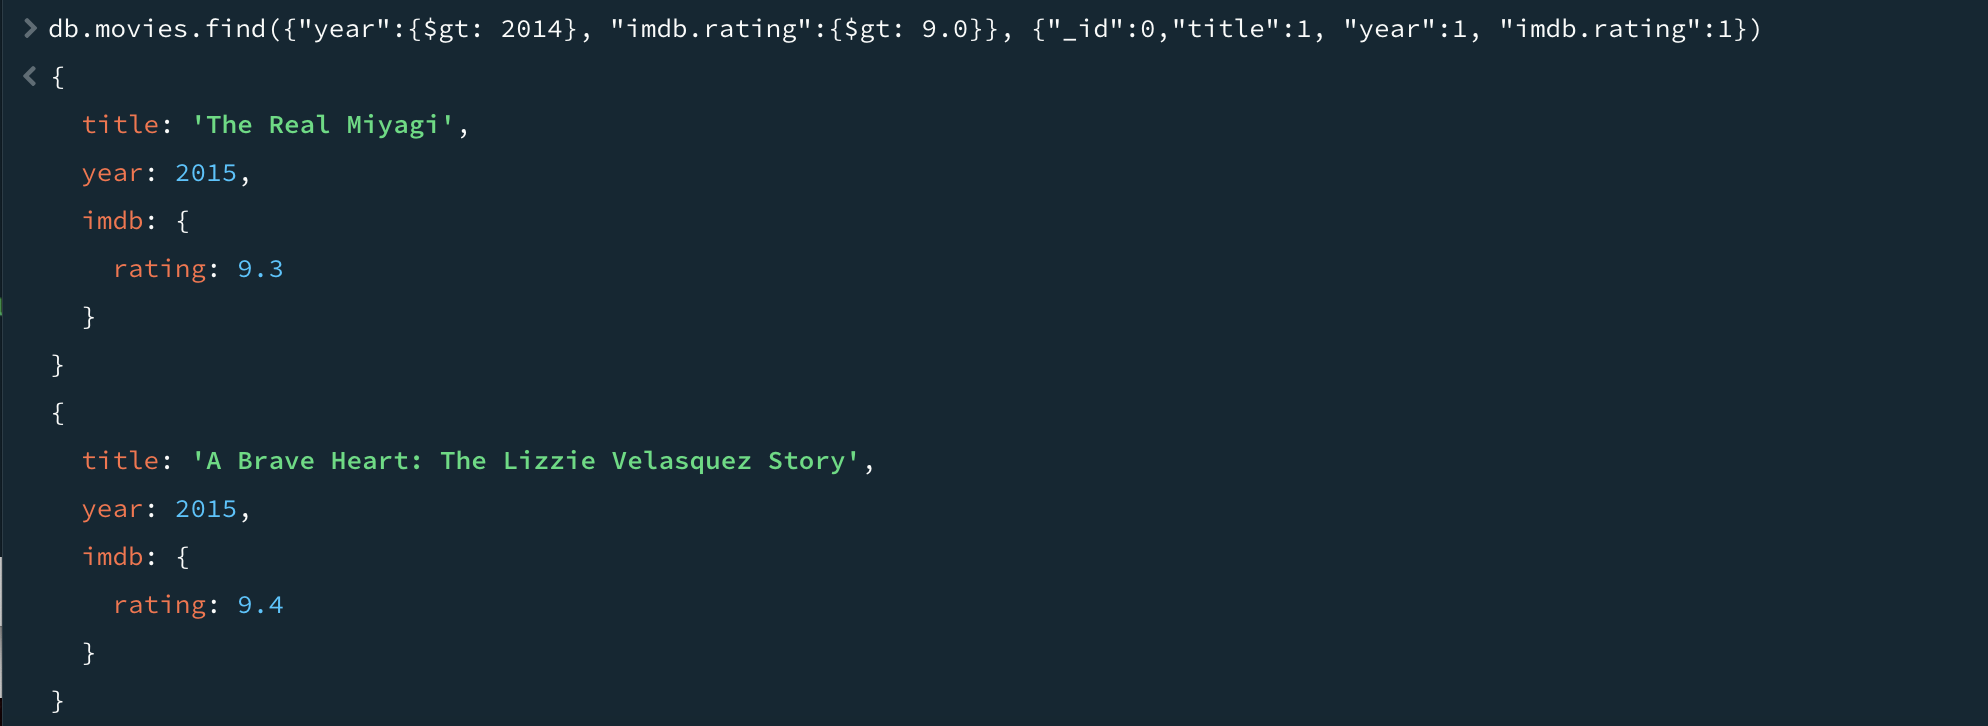 > db.movies.find({"year":{$gt: 2014}, "imdb.rating":{$gt: 9.0}}, {"_id":0,"title":1, "year":1, "imdb.rating":1})
< {
title: 'The Real Miyagi',
year: 2015,
imdb: {
rating: 9.3
}
}
{
title: 'A Brave Heart: The Lizzie Velasquez Story',
year: 2015,
imdb: {
rating: 9.4
}
}